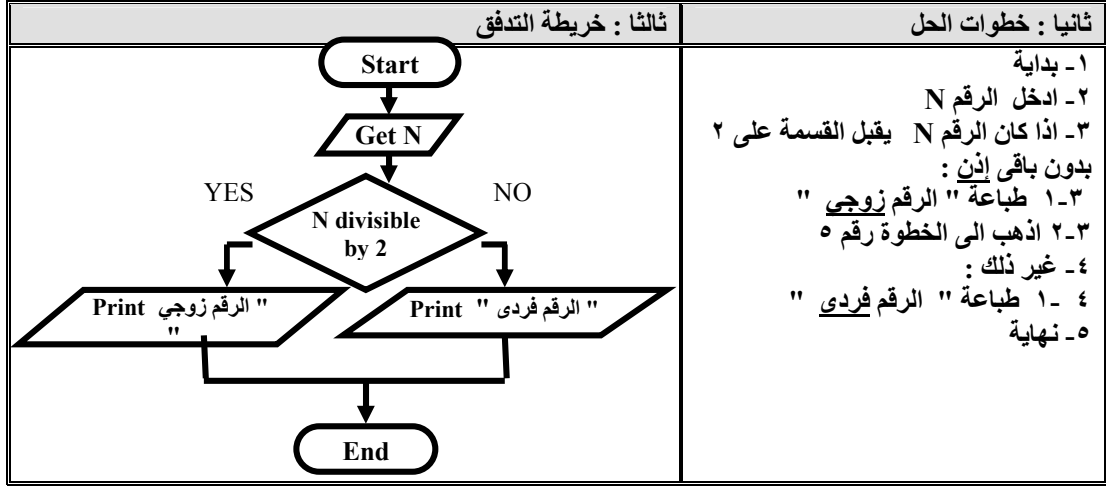 ثانيا : خطوات الحل
١- بداية
٢- ادخل الرقم N
٣- اذا كان الرقم N يقبل القسمة على ٢
بدون باقى إذن :
٣-١ طباعة " الرقم زوجي "
٣-٢ اذهب الى الخطوة رقم ٥
٤- غير ذلك :
٤ -١ طباعة " الرقم فردى "
٥- نهاية
ثالثا : خريطة التدفق
Start
Get N
YES
NO
N divisible
by 2
Print " الرقم زوجي
"
Print " الرقم فردى "
End